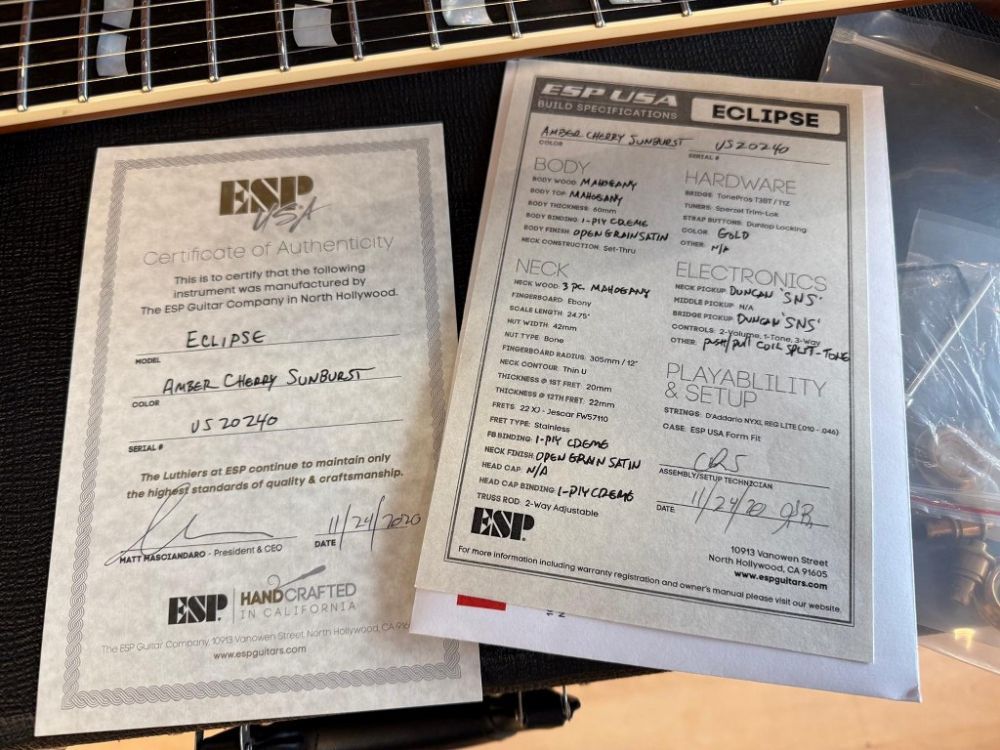 ESP
USA
Certificate of Authenticity
This is to certify that the following
instrument was manufactured by
The ESP Guitar Company in North Hollywood.
ECLIPSE
MODEL
AMBER CHERRY SUNBURST
COLOR
US20240
SERIAL #
The Luthiers at ESP continue to maintain only
the highest standards of quality & craftsmanship.
11/24/2020
MATT MASCIANDARO - President & CEO
DATE
ESP. HANDCRAFTED
IN CALIFORNIA
The ESP Guitar Company, 10913 Vanowen Street, North Hollywood, CA 916
www.espguitars.com
ESP USA
BUILD SPECIFICATIONS
ECLIPSE
AMBER CHERRY SUNBURST US20240
COLOR SERIAL #
BODY
BODY WOOD: MAHOGANY
BODY TOP: MAHOGANY
BODY THICKNESS: 60mm
BODY BINDING: 1-PLY CREME
BODY FINISH: OPEN GRAIN SATIN
NECK CONSTRUCTION: Set-Thru
NECK
NECK WOOD: 3 PC. MAHOGANY
FINGERBOARD: Ebony
SCALE LENGTH: 24.75"
NUT WIDTH: 42mm
NUT TYPE: Bone
FINGERBOARD RADIUS: 305mm / 12"
NECK CONTOUR: Thin U
THICKNESS @ 1ST FRET: 20mm
THICKNESS @ 12TH FRET: 22mm
FRETS: 22 XJ - Jescar FW57110
FRET TYPE: Stainless
FB BINDING: 1-PLY CREME
NECK FINISH: OPEN GRAIN SATIN
HEAD CAP: N/A
HEAD CAP BINDING: 1-PLY CREME
TRUSS ROD: 2-Way Adjustable
HARDWARE
BRIDGE: TonePros T3BT / T1Z
TUNERS: Sperzel Trim-Lok
STRAP BUTTONS: Dunlop Locking
COLOR: GOLD
OTHER: N/A
ELECTRONICS
NECK PICKUP: DUNCAN 'SNS'
MIDDLE PICKUP: N/A
BRIDGE PICKUP: DUNCAN 'SNS'
CONTROLS: 2-Volume, 1-Tone, 3-Way
OTHER: PUSH/PULL COIL SPLIT-TONE
PLAYABLILITY
& SETUP
STRINGS: D'Addario NYXL REG LITE (.010 - .046)
CASE: ESP USA Form Fit
ASSEMBLY/SETUP TECHNICIAN
DATE 11/24/20
ESP.
10913 Vanowen Street
North Hollywood, CA 91605
www.espguitars.com
For more information including warranty registration and owner's manual please visit our website.